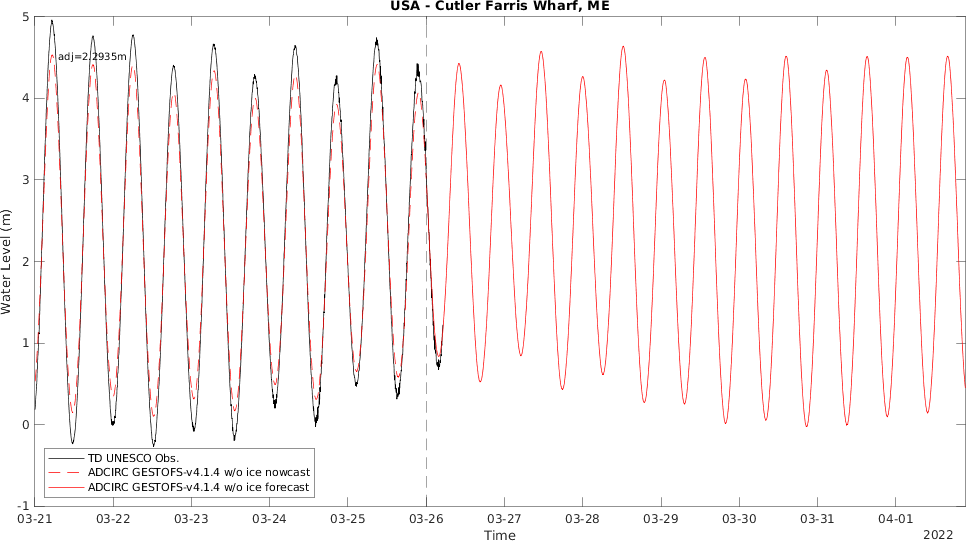 USA - Cutler Farris Wharf, ME
5
adj=2.2935m
4
3
2
1
0
-1
Water Level (m)
TD UNESCO Obs.
ADCIRC GESTOFS-v4.1.4 w/o ice nowcast
ADCIRC GESTOFS-v4.1.4 w/o ice forecast
03-21 03-22 03-23 03-24 03-25 03-26 03-27 03-28 03-29 03-30 03-31 04-01
Time
2022